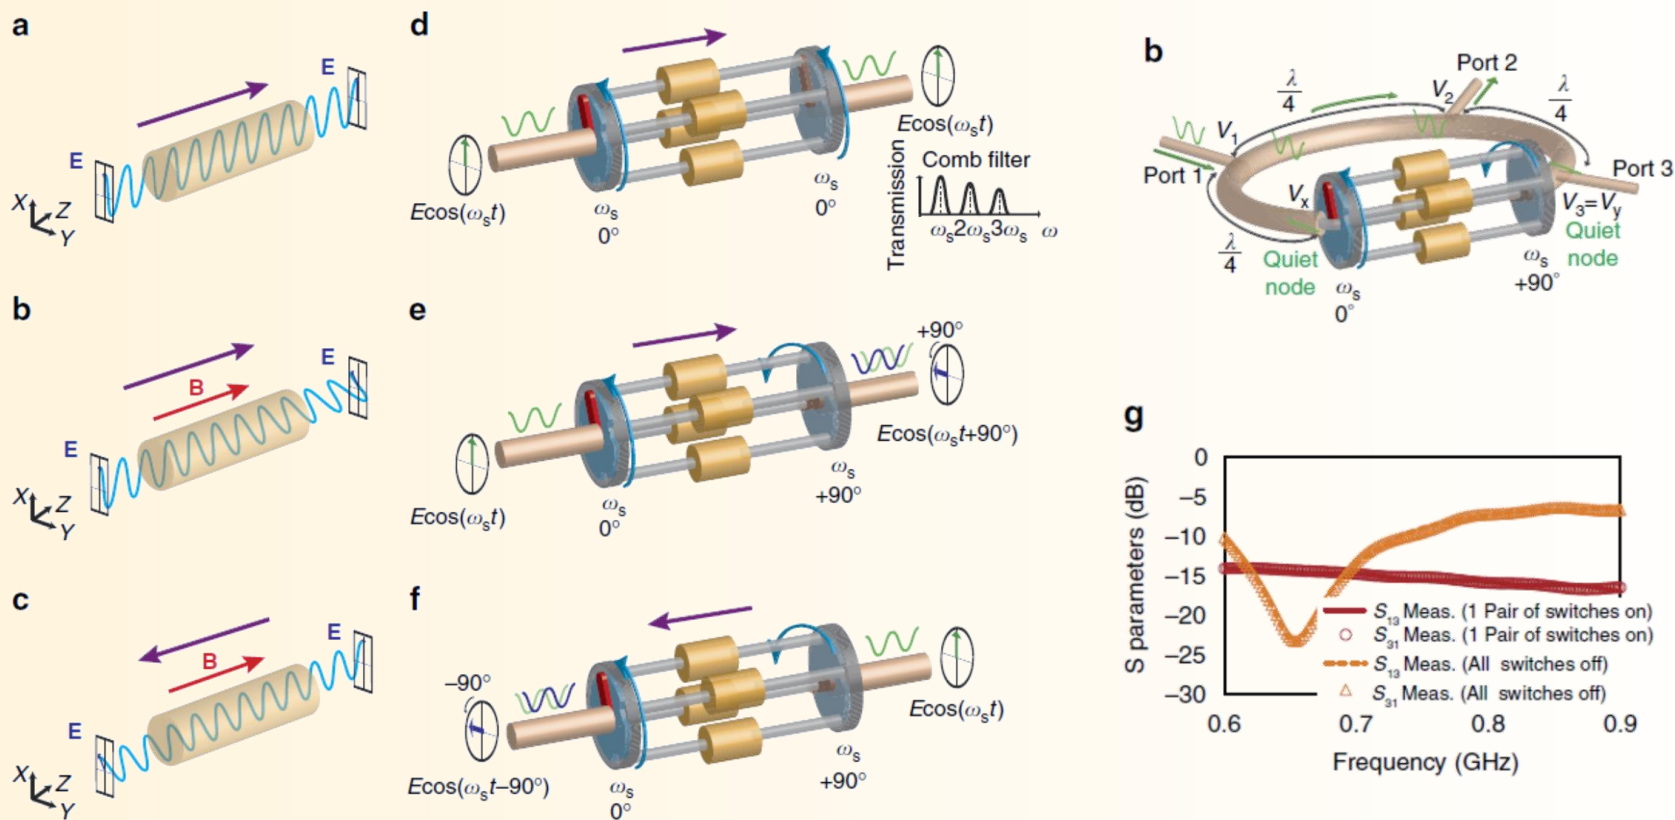 a
E
E
X
Z
Y
b
E
B
E
X
Z
Y
c
E
B
E
X
Z
Y
d
Ecos(ωₛt)
ωₛ
0°
ωₛ
0°
Ecos(ωₛt)
Transmission
Comb filter
ωₛ2ωₛ3ωₛ ω
e
Ecos(ωₛt)
ωₛ
0°
ωₛ
+90°
+90°
Ecos(ωₛt+90°)
f
−90°
Ecos(ωₛt−90°)
ωₛ
0°
ωₛ
+90°
Ecos(ωₛt)
b
Port 1
V₁
λ/4
V₂
Port 2
λ/4
Port 3
V₃=Vy
Quiet
node
Vₓ
λ/4
Quiet
node
ωₛ
0°
ωₛ
+90°
g
S parameters (dB)
0
−5
−10
−15
−20
−25
−30
S₁₃ Meas. (1 Pair of switches on)
S₃₁ Meas. (1 Pair of switches on)
S₁₃ Meas. (All switches off)
S₃₁ Meas. (All switches off)
0.6 0.7 0.8 0.9
Frequency (GHz)